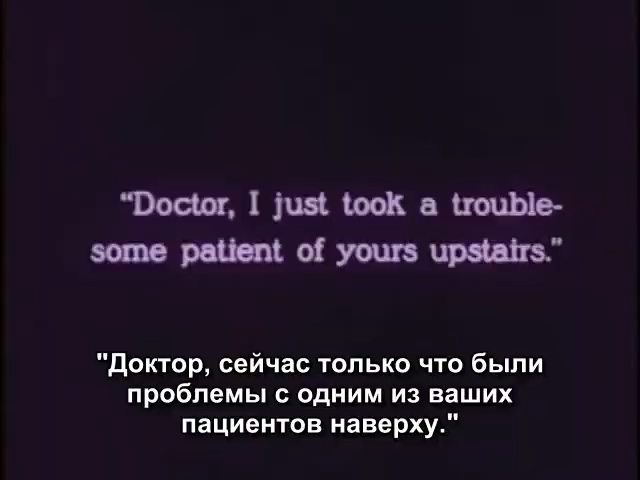 “Doctor, I just took a trouble-
some patient of yours upstairs.”
"Доктор, сейчас только что были
проблемы с одним из ваших
пациентов наверху."